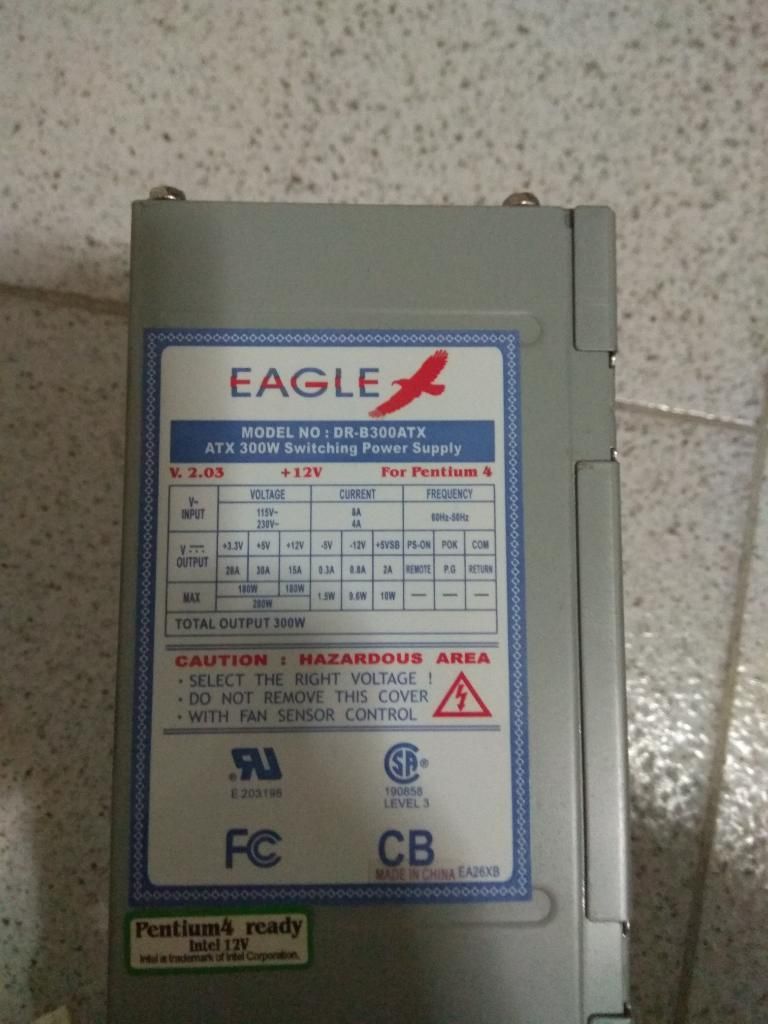 EAGLE
MODEL NO : DR-B300ATX
ATX 300W Switching Power Supply
V. 2.03 +12V For Pentium 4
V~ INPUT VOLTAGE CURRENT FREQUENCY
115V~ 8A 60Hz-50Hz
230V~ 4A
V OUTPUT +3.3V +5V +12V -5V -12V +5VSB PS-ON POK COM
28A 30A 15A 0.3A 0.8A 2A REMOTE P.G RETURN
MAX 180W 180W 1.5W 9.6W 10W — — —
280W
TOTAL OUTPUT 300W
CAUTION : HAZARDOUS AREA
· SELECT THE RIGHT VOLTAGE !
· DO NOT REMOVE THIS COVER
· WITH FAN SENSOR CONTROL
RU ® SA ®
E 203198 190858
LEVEL 3
FC CB
MADE IN CHINA EA26XB
Pentium4 ready
Intel 12V
Intel is trademark of Intel Corporation.